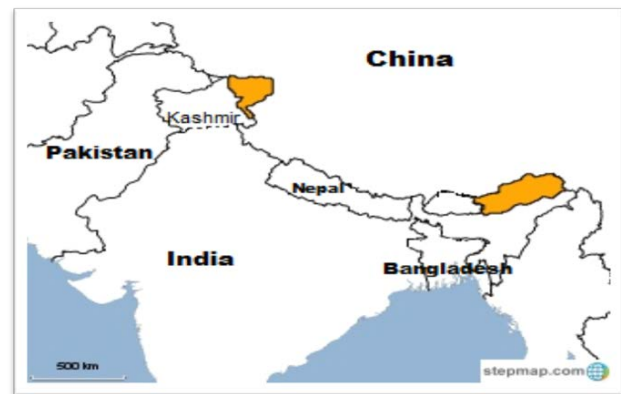 China
Kashmir
Pakistan
Nepal
India
Bangladesh
500 km
stepmap.com